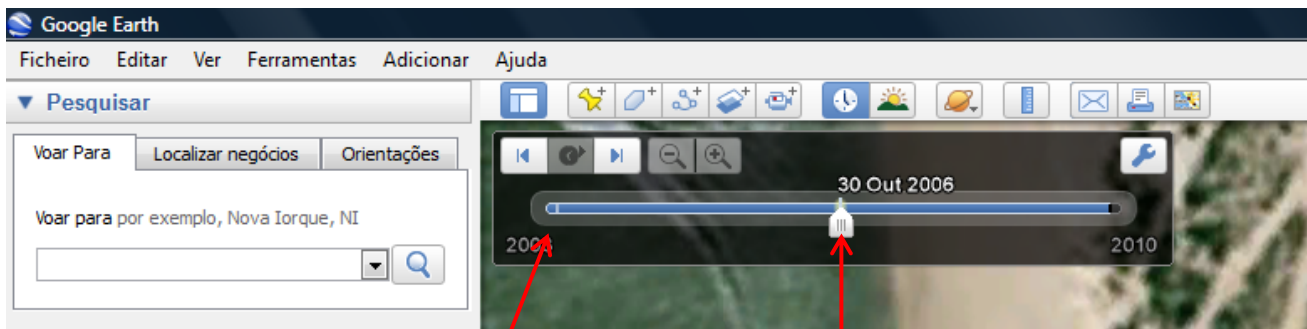 Google Earth
Ficheiro Editar Ver Ferramentas Adicionar Ajuda
Pesquisar
Voar Para Localizar negócios Orientações
Voar para por exemplo, Nova Iorque, NI
30 Out 2006
2010